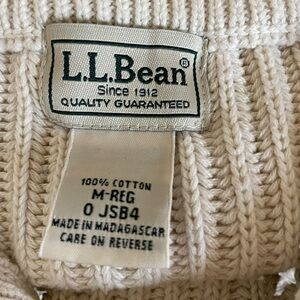 L.L.Bean®
Since 1912
QUALITY GUARANTEED
100% COTTON
M-REG
0 JSB4
MADE IN MADAGASCAR
CARE ON REVERSE